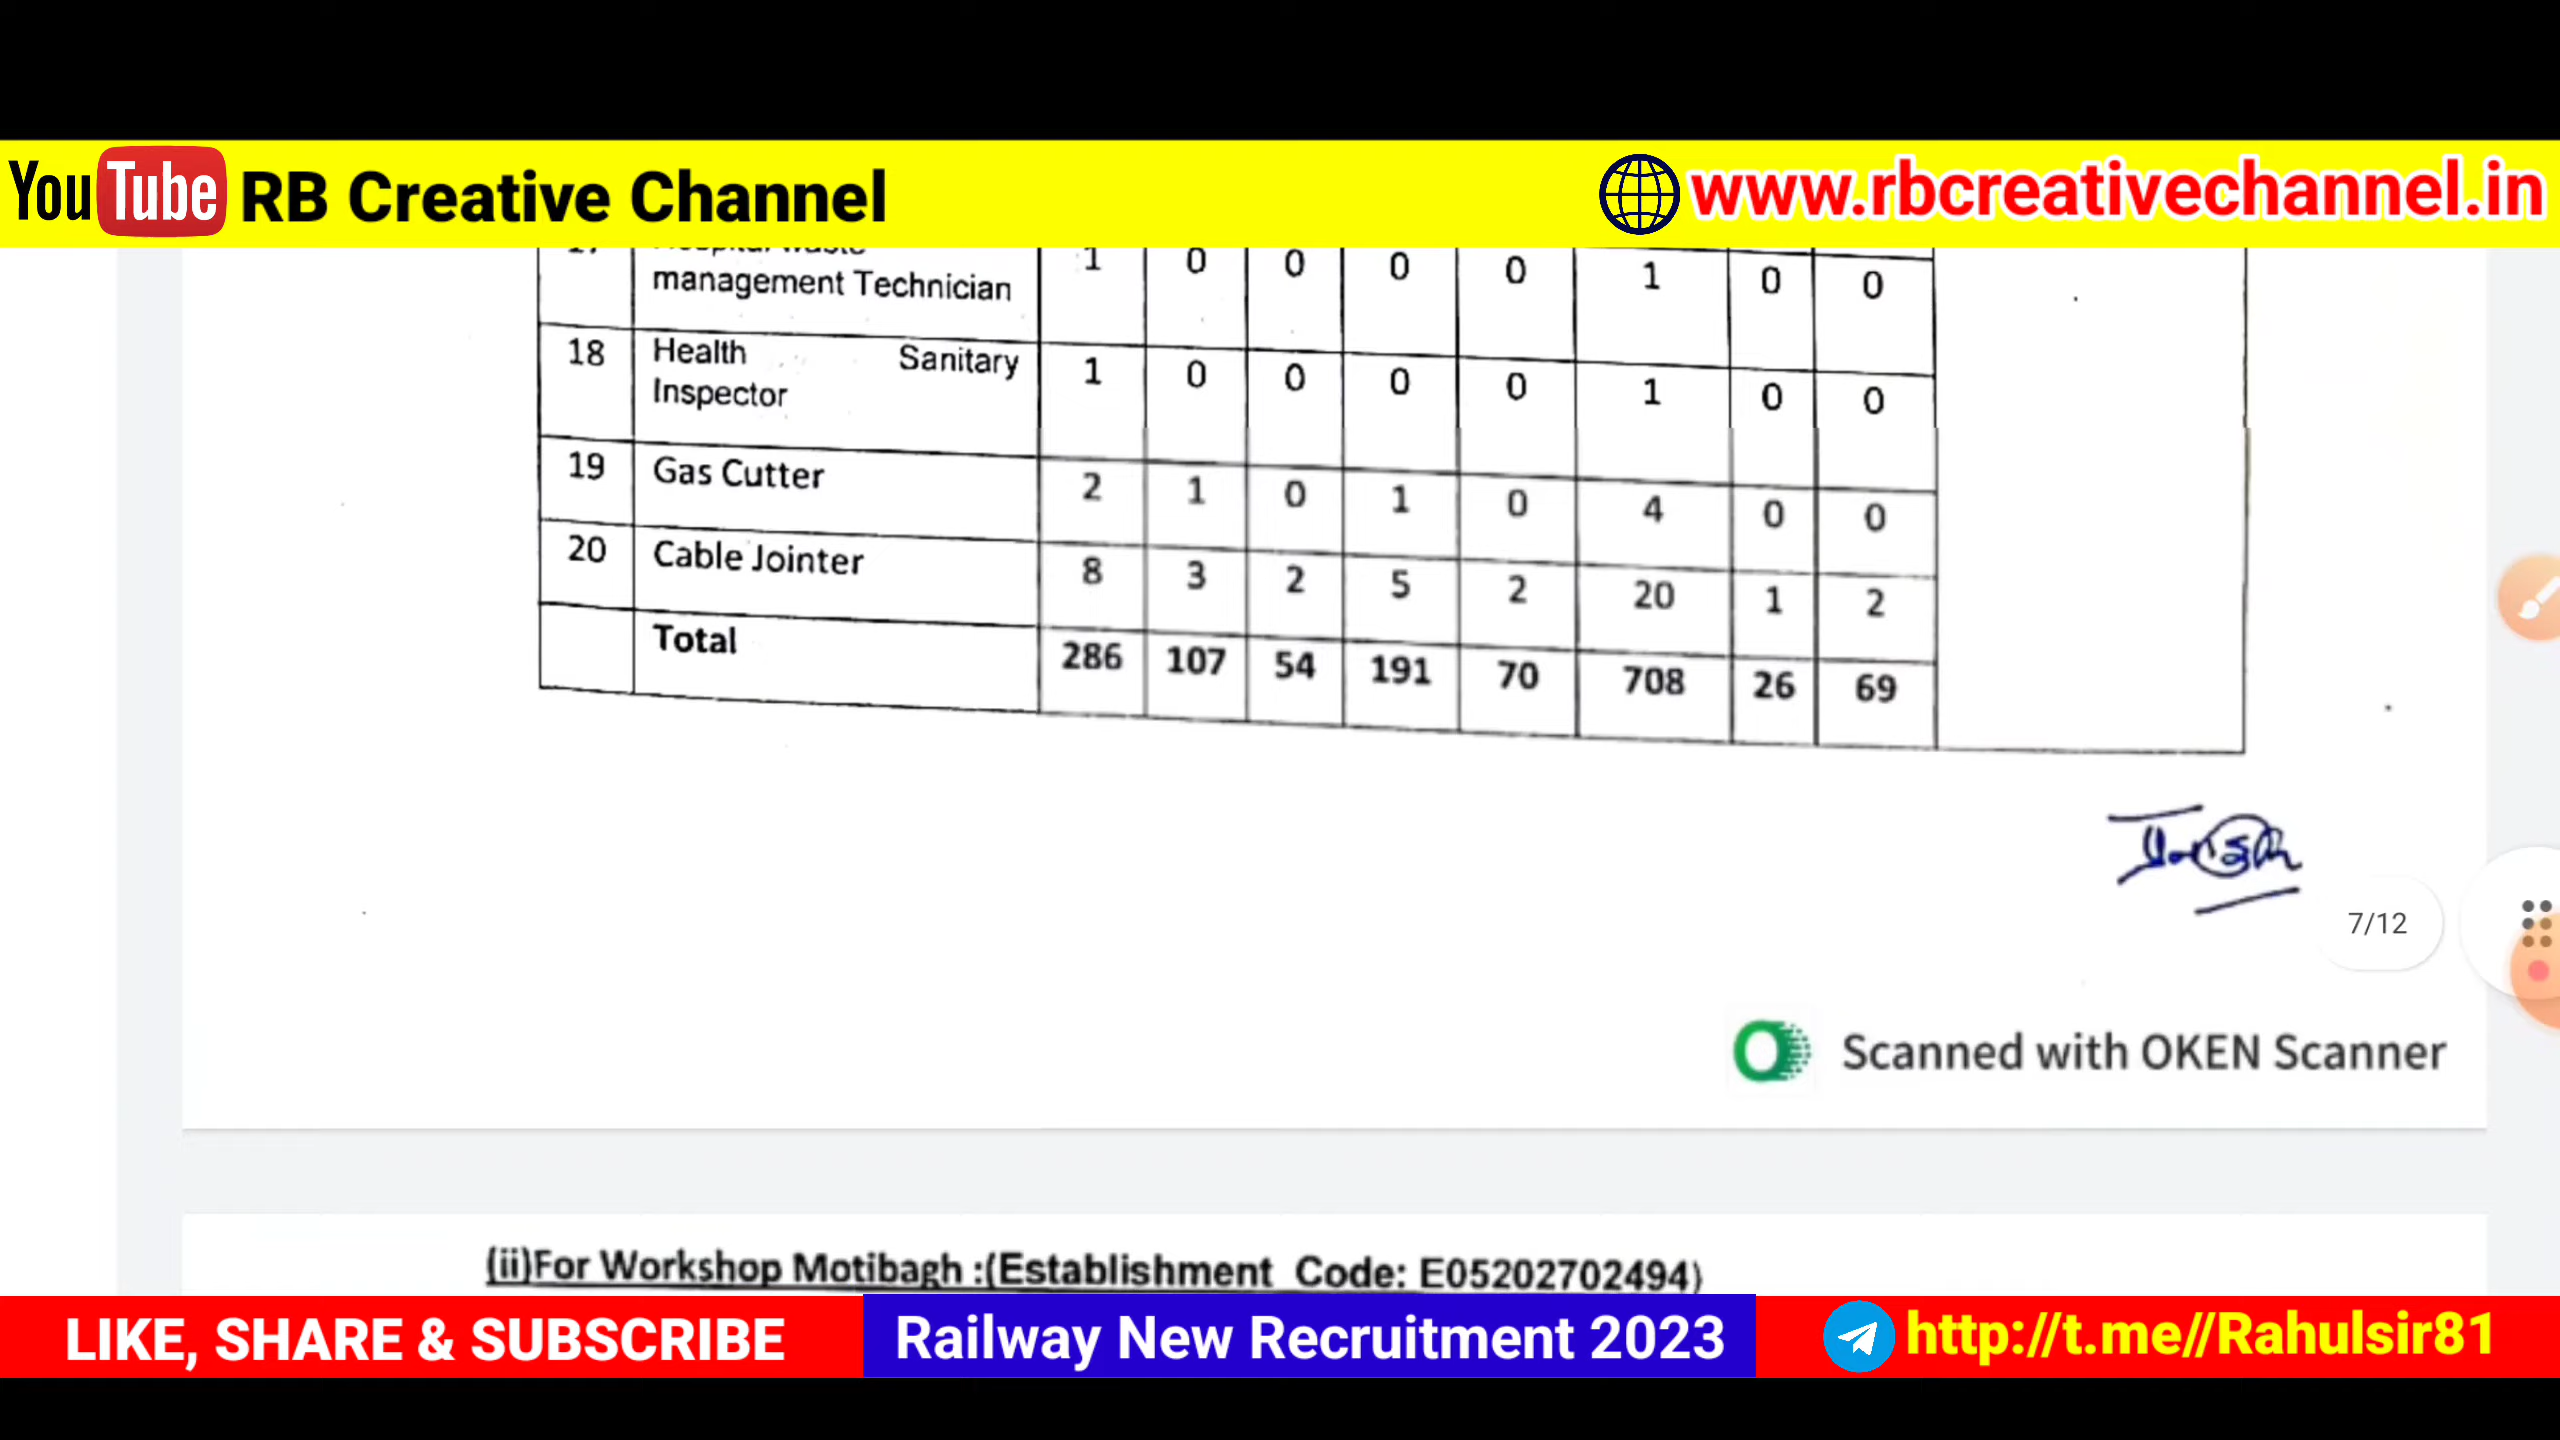 YouTube RB Creative Channel
www.rbcreativechannel.in
management Technician 1 0 0 0 0 1 0 0
18 Health Sanitary Inspector 1 0 0 0 0 1 0 0
19 Gas Cutter 2 1 0 1 0 4 0 0
20 Cable Jointer 8 3 2 5 2 20 1 2
Total 286 107 54 191 70 708 26 69
7/12
Scanned with OKEN Scanner
(ii)For Workshop Motibagh :(Establishment Code: E05202702494)
LIKE, SHARE & SUBSCRIBE
Railway New Recruitment 2023
http://t.me//Rahulsir81